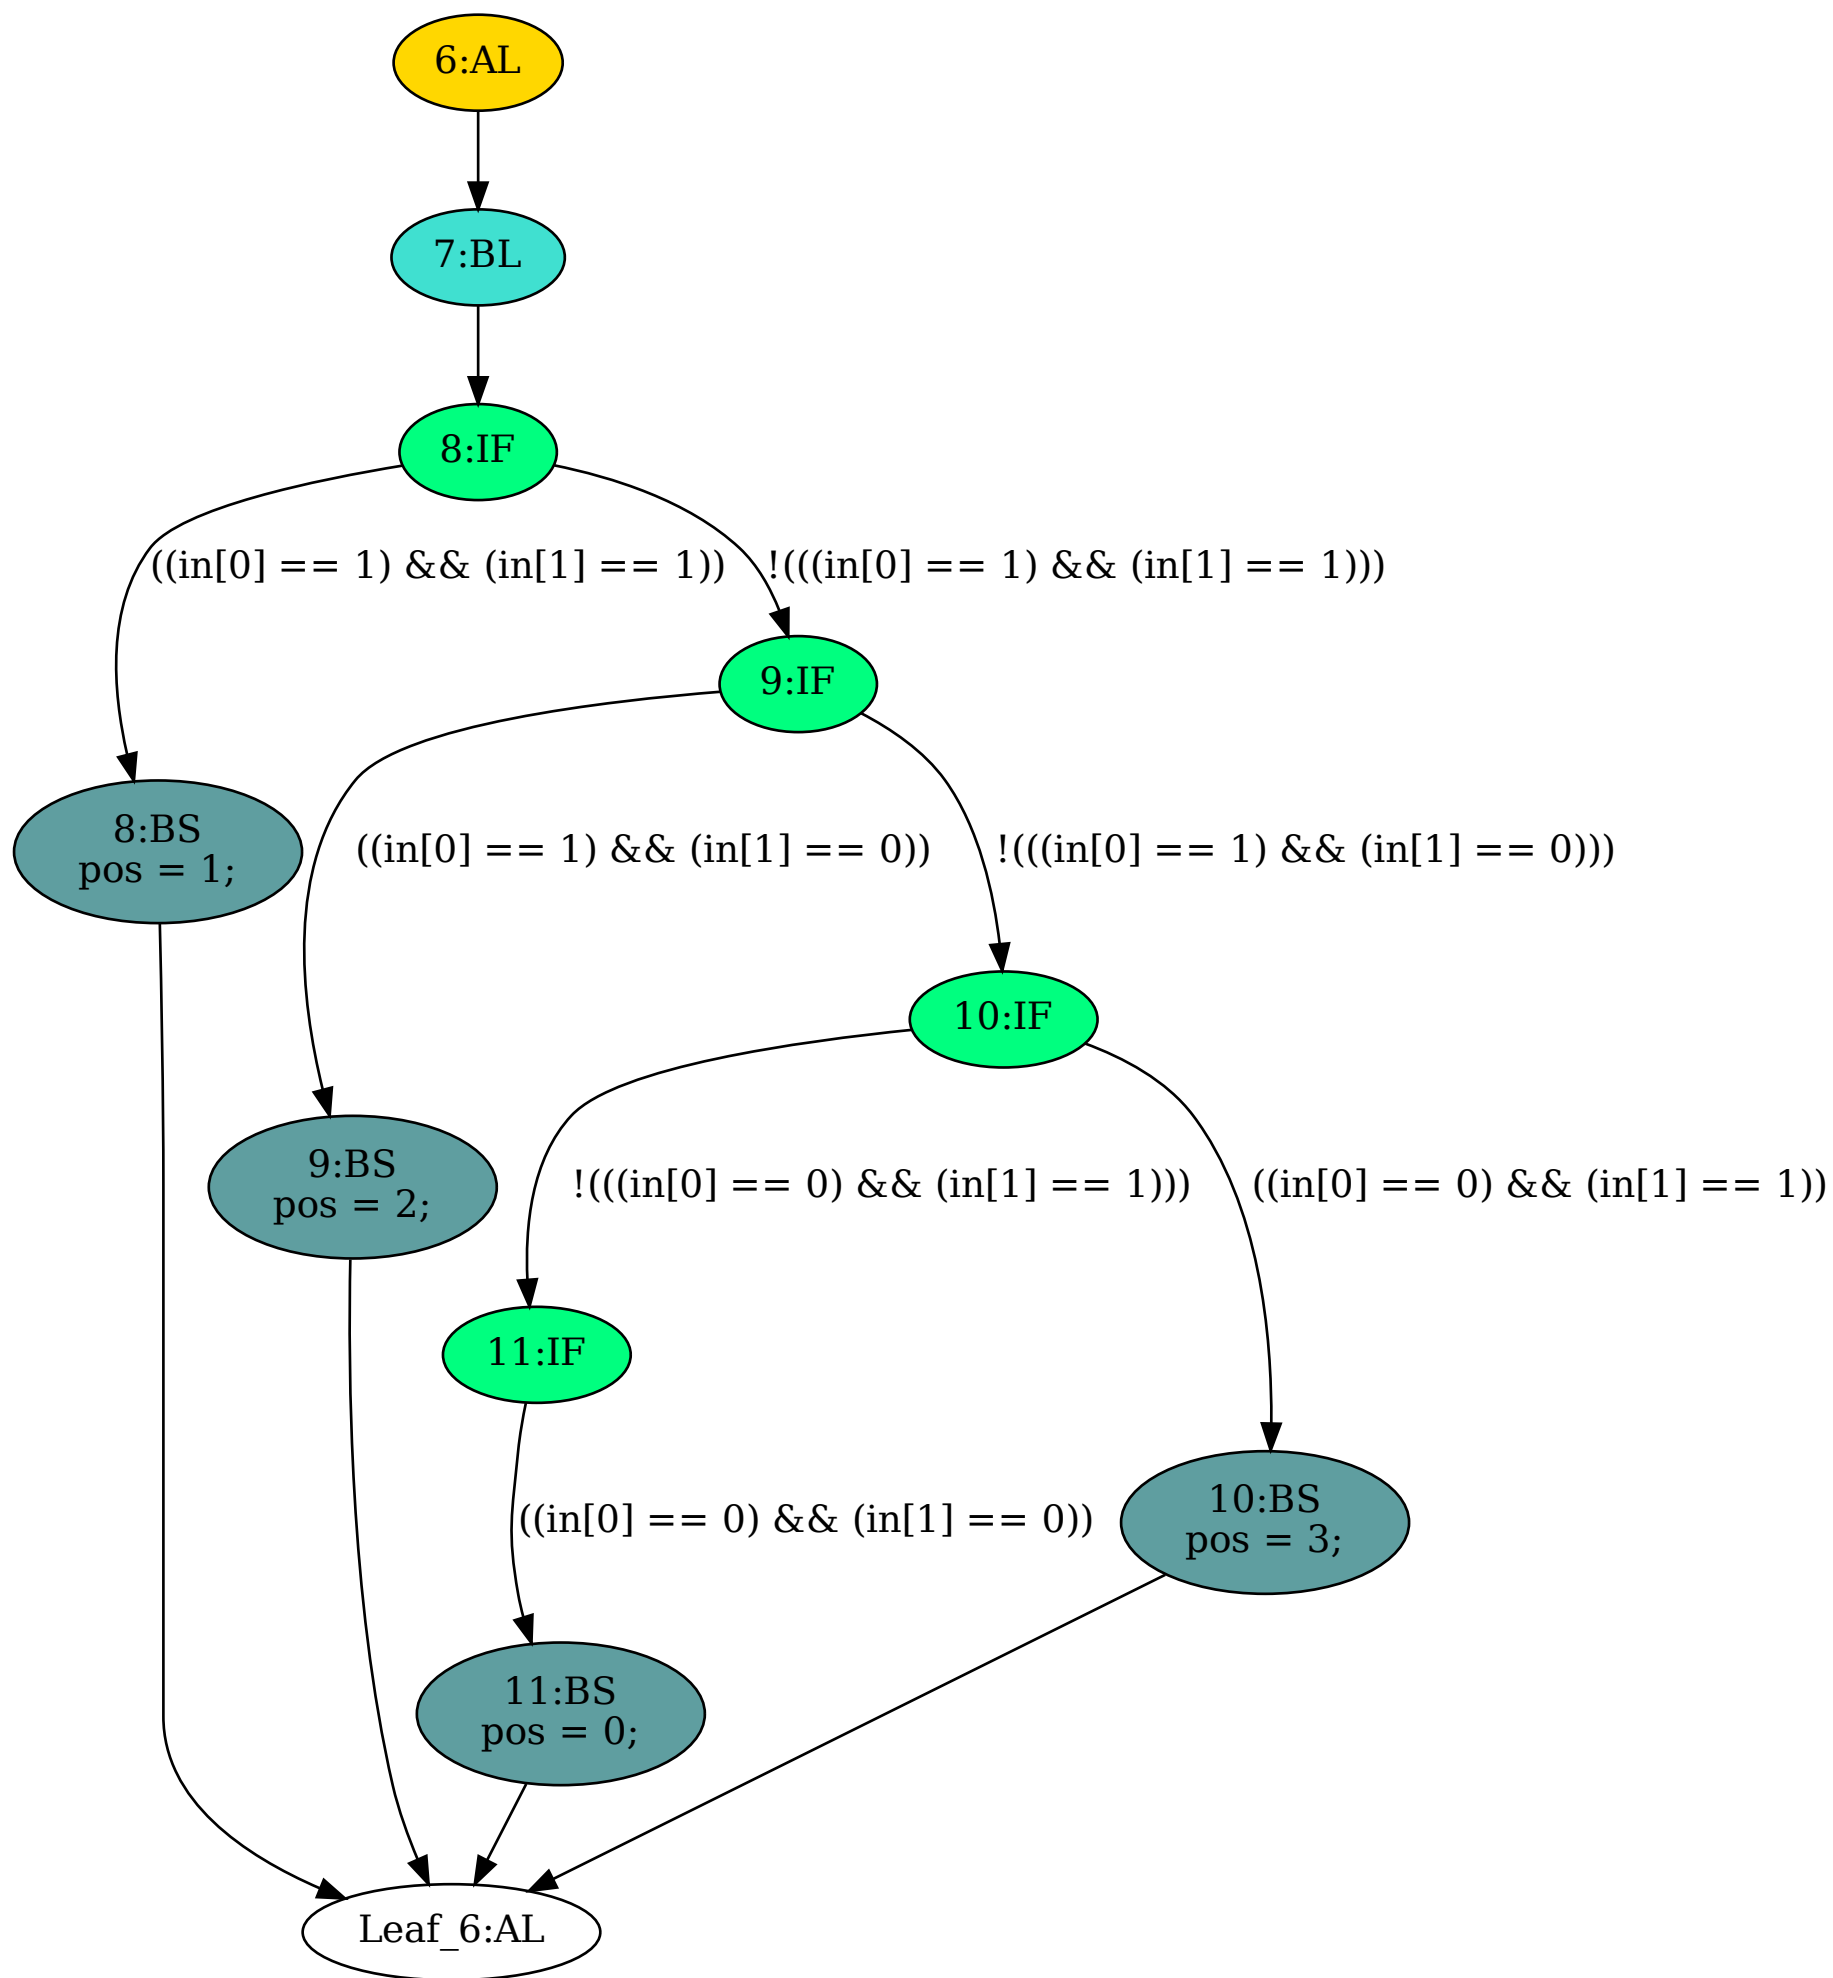 6:AL
7:BL
8:IF
((in[0] == 1) && (in[1] == 1))
!(((in[0] == 1) && (in[1] == 1)))
9:IF
8:BS
pos = 1;
((in[0] == 1) && (in[1] == 0))
!(((in[0] == 1) && (in[1] == 0)))
10:IF
9:BS
pos = 2;
!(((in[0] == 0) && (in[1] == 1)))
((in[0] == 0) && (in[1] == 1))
11:IF
((in[0] == 0) && (in[1] == 0))
10:BS
pos = 3;
11:BS
pos = 0;
Leaf_6:AL